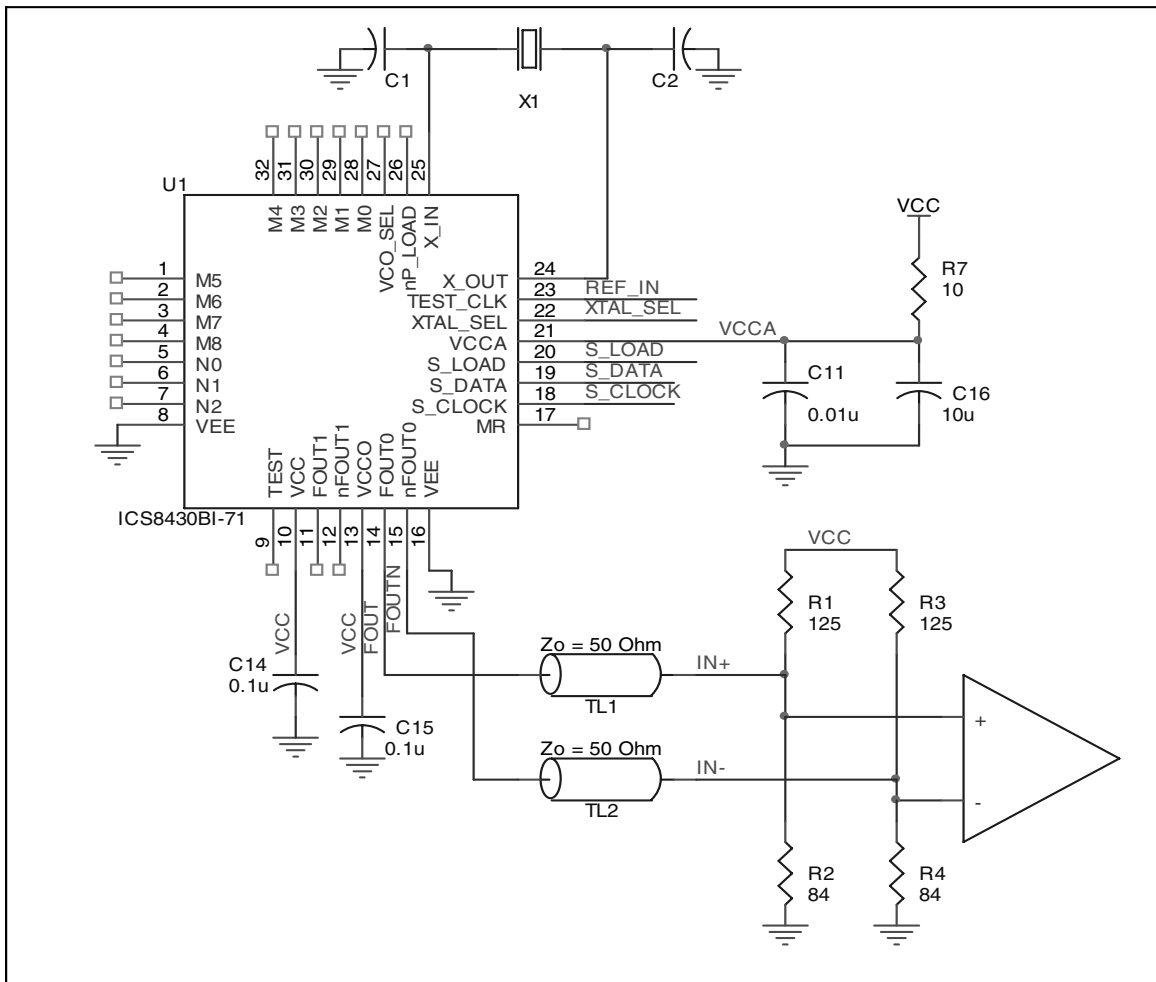 C1
X1
C2
U1
32
31
30
29
28
27
26
25
M4
M3
M2
M1
M0
VCO_SEL
nP_LOAD
X_IN
1
2
3
4
5
6
7
8
M5
M6
M7
M8
N0
N1
N2
VEE
X_OUT
TEST_CLK
XTAL_SEL
VCCA
S_LOAD
S_DATA
S_CLOCK
MR
24
23
22
21
20
19
18
17
REF_IN
XTAL_SEL
VCCA
S_LOAD
S_DATA
S_CLOCK
VCC
R7
10
C11
0.01u
C16
10u
TEST
VCC
FOUT1
nFOUT1
VCCO
FOUT0
nFOUT0
VEE
ICS8430BI-71
9
10
11
12
13
14
15
16
VCC
VCC
FOUT
FOUTN
C14
0.1u
C15
0.1u
Zo = 50 Ohm
TL1
IN+
Zo = 50 Ohm
TL2
IN-
VCC
R1
125
R3
125
+
-
R2
84
R4
84